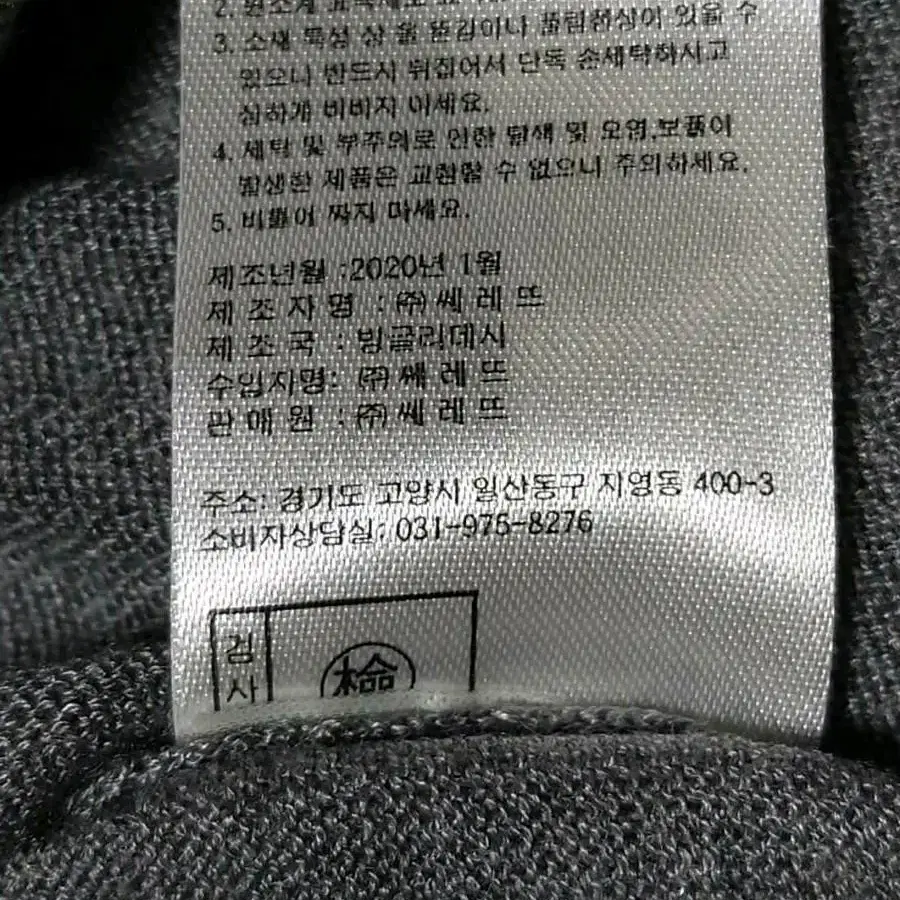 2. 원소재
3. 소재 특성 상 올 뜯김이나 풀림현상이 있을 수
있으니 반드시 뒤집어서 단독 손세탁하시고
심하게 비비지 마세요.
4. 세탁 및 부주의로 인한 탈색 및 오염,보풀이
발생한 제품은 교환할 수 없으니 주의하세요.
5. 비틀어 짜지 마세요.
제조년월 :2020년 1월
제 조 자 명 : ㈜ 쎄 레 뜨
제 조 국 : 방글라데시
수입자명: ㈜ 쎄 레 뜨
판 매 원 : ㈜ 쎄 레 뜨
주소: 경기도 고양시 일산동구 지영동 400-3
소비자상담실: 031-975-8276
검사
檢